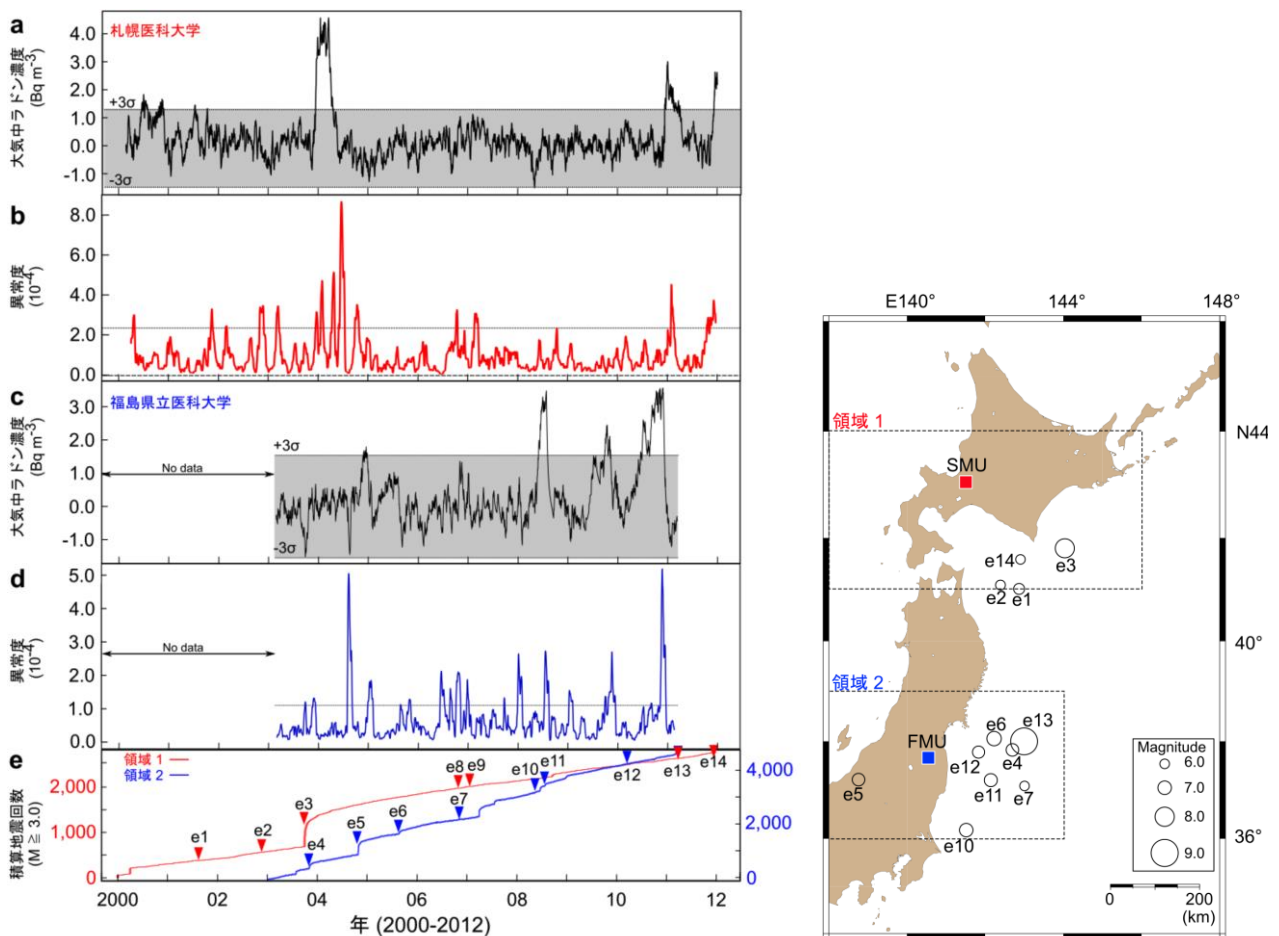 a
札幌医科大学
大気中ラドン濃度
(Bq m⁻³)
4.0
3.0
2.0
1.0
0.0
-1.0
+3σ
-3σ
b
異常度
(10⁻⁴)
8.0
6.0
4.0
2.0
0.0
c
福島県立医科大学
大気中ラドン濃度
(Bq m⁻³)
3.0
2.0
1.0
0.0
-1.0
+3σ
No data
-3σ
d
異常度
(10⁻⁴)
5.0
4.0
3.0
2.0
1.0
0.0
No data
e
領域 1
領域 2
積算地震回数
(M ≧ 3.0)
2,000
1,000
0
4,000
2,000
0
e1
e2
e3
e4
e5
e6
e7
e8
e9
e10
e11
e12
e13
e14
2000
02
04
06
08
10
12
年 (2000-2012)
E140°
144°
148°
N44°
40°
36°
領域 1
SMU
e14
e3
e2
e1
領域 2
FMU
e6
e13
e12
e4
e5
e11
e7
e10
Magnitude
6.0
7.0
8.0
9.0
0
200
(km)